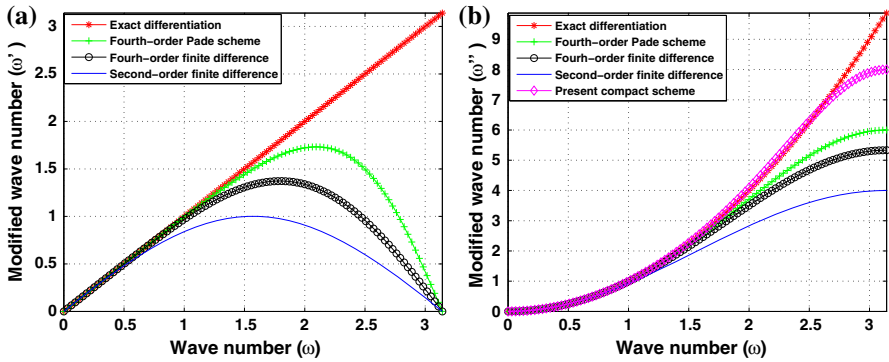 (a)
Exact differentiation
Fourth−order Pade scheme
Fourh−order finite difference
Second−order finite difference
Modified wave number (ω'
3
2.5
2
1.5
1
0.5
0
0
0.5
1
1.5
2
2.5
3
Wave number (ω)
(b)
Exact differentiation
Fourth−order Pade scheme
Fourh−order finite difference
Second−order finite difference
Present compact scheme
Modified wave number (ω'')
9
8
7
6
5
4
3
2
1
0
0
0.5
1
1.5
2
2.5
3
Wave number (ω)